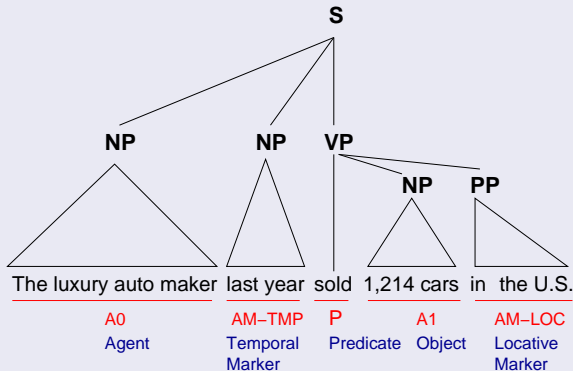 S
NP NP VP
NP PP
The luxury auto maker last year sold 1,214 cars in the U.S.
A0 AM–TMP P A1 AM–LOC
Agent Temporal Predicate Object Locative
Marker Marker